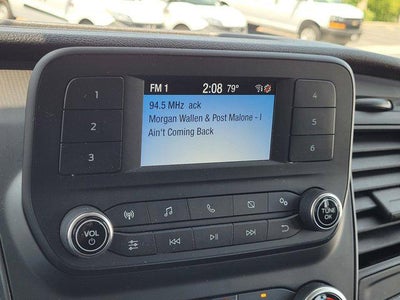 FM 1 2:08 79°
94.5 MHz ack
Morgan Wallen & Post Malone - I
Ain't Coming Back
1
2
3
4
5
6
VOL
TUNE
OK